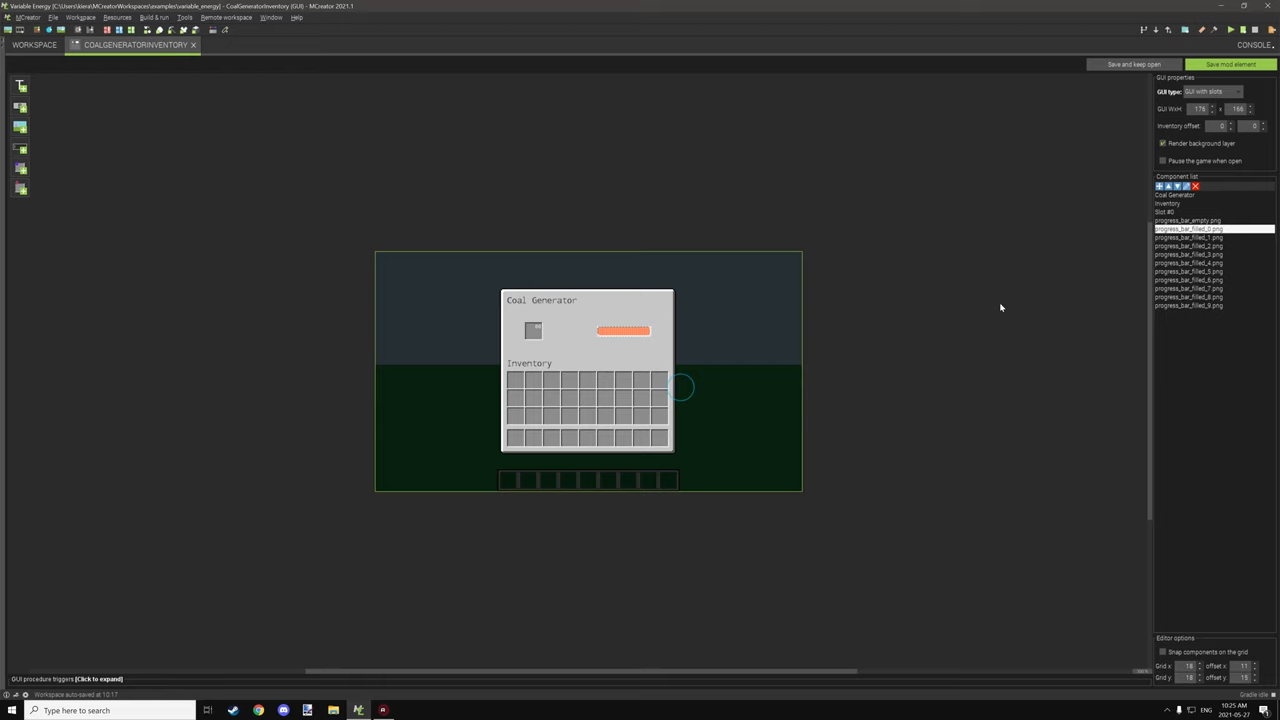 Variable Energy [C:\Users\kiera\MCreatorWorkspaces\examples\variable_energy] - CoalGeneratorInventory (GUI) - MCreator 2021.1
MCreator File Workspace Resources Build & run Tools Remote workspace Window Help
WORKSPACE COALGENERATORINVENTORY CONSOLE
Save and keep open Save mod element
GUI properties
GUI type: GUI with slots
GUI WxH: 176 x 166
Inventory offset: 0 0
Render background layer
Pause the game when open
Component list
Coal Generator
Inventory
Slot #0
progress_bar_empty.png
progress_bar_filled_0.png
progress_bar_filled_1.png
progress_bar_filled_2.png
progress_bar_filled_3.png
progress_bar_filled_4.png
progress_bar_filled_5.png
progress_bar_filled_6.png
progress_bar_filled_7.png
progress_bar_filled_8.png
progress_bar_filled_9.png
Coal Generator
Inventory
Editor options
Snap components on the grid
Grid x: 18 offset x: 11
Grid y: 18 offset y: 15
GUI procedure triggers [Click to expand]
Workspace auto-saved at 10:17
Gradle idle
Type here to search
ENG
10:25 AM
2021-05-27